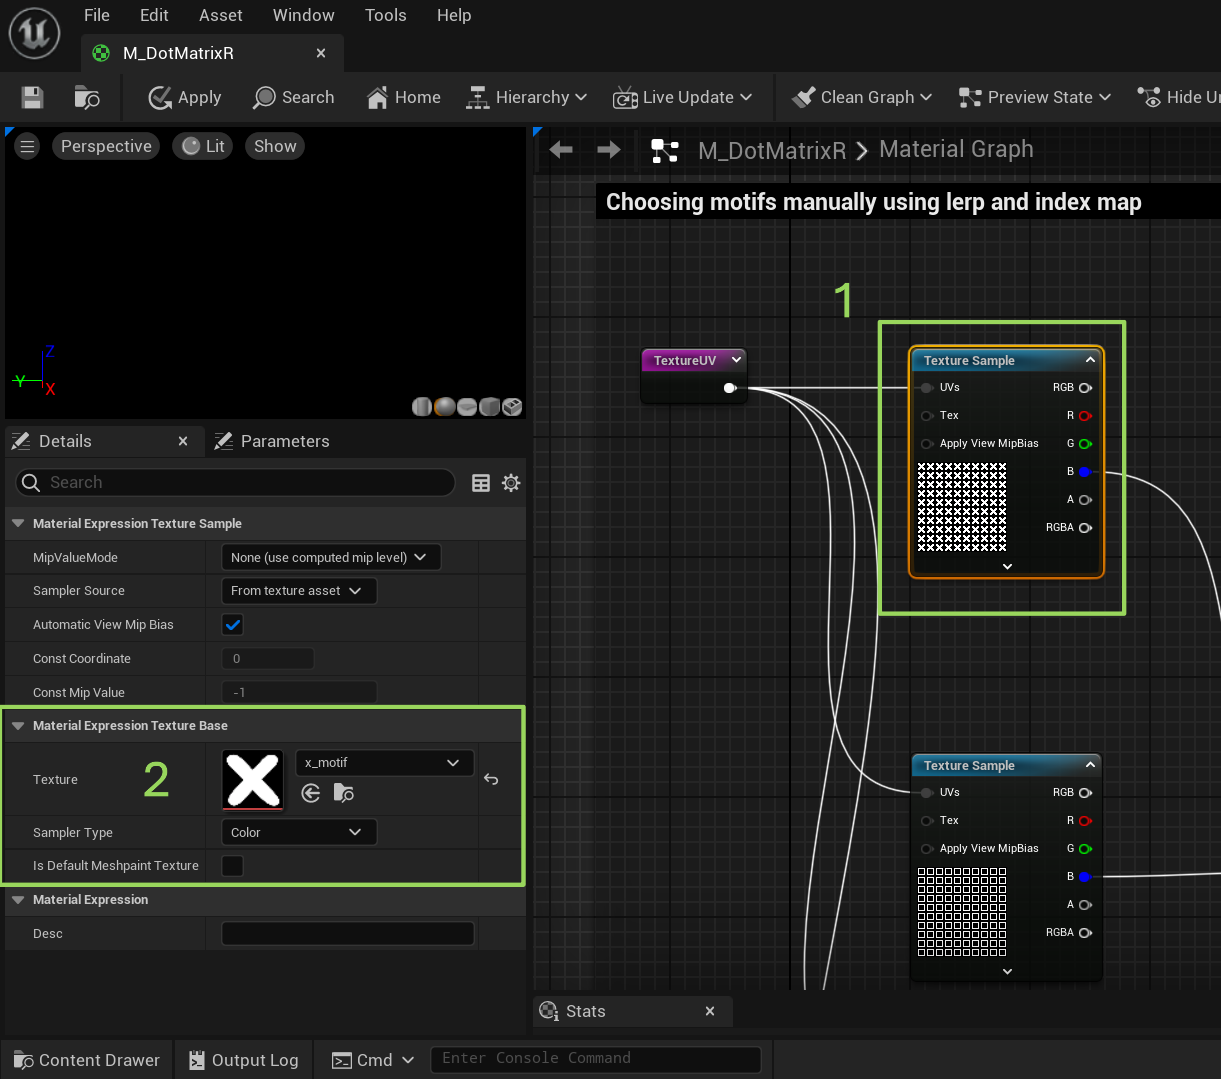 File Edit Asset Window Tools Help
M_DotMatrixR
Apply Search Home Hierarchy Live Update Clean Graph Preview State Hide Un
Perspective Lit Show
Z
Y
X
Details Parameters
Search
Material Expression Texture Sample
MipValueMode None (use computed mip level)
Sampler Source From texture asset
Automatic View Mip Bias
Const Coordinate 0
Const Mip Value -1
Material Expression Texture Base
Texture 2 x_motif
Sampler Type Color
Is Default Meshpaint Texture
Material Expression
Desc
M_DotMatrixR > Material Graph
Choosing motifs manually using lerp and index map
1
TextureUV
Texture Sample
UVs RGB
Tex R
Apply View MipBias G
B
A
RGBA
Texture Sample
UVs RGB
Tex R
Apply View MipBias G
B
A
RGBA
Stats
Content Drawer Output Log Cmd Enter Console Command